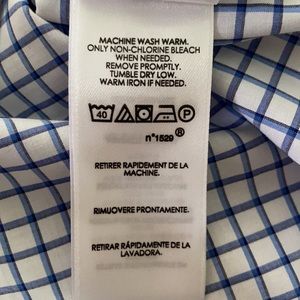 MACHINE WASH WARM.
ONLY NON-CHLORINE BLEACH
WHEN NEEDED.
REMOVE PROMPTLY.
TUMBLE DRY LOW.
WARM IRON IF NEEDED.
40 P
n°1529®
RETIRER RAPIDEMENT DE LA
MACHINE.
RIMUOVERE PRONTAMENTE.
RETIRAR RÁPIDAMENTE DE LA
LAVADORA.